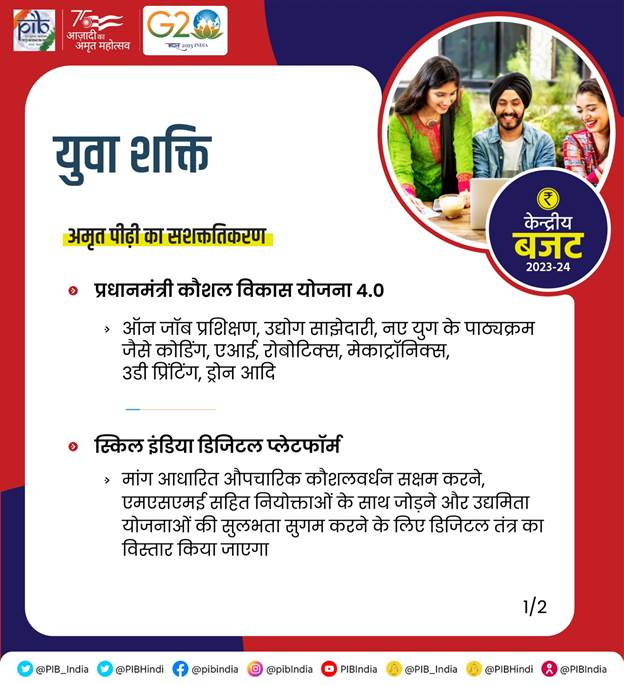 pib
75
आज़ादी का
अमृत महोत्सव
G20
भारत 2023 INDIA
केन्द्रीय
बजट
2023-24
युवा शक्ति
अमृत पीढ़ी का सशक्ततिकरण
प्रधानमंत्री कौशल विकास योजना 4.0
ऑन जॉब प्रशिक्षण, उद्योग साझेदारी, नए युग के पाठ्यक्रम
जैसे कोडिंग, एआई, रोबोटिक्स, मेकाट्रॉनिक्स,
3डी प्रिंटिंग, ड्रोन आदि
स्किल इंडिया डिजिटल प्लेटफॉर्म
मांग आधारित औपचारिक कौशलवर्धन सक्षम करने,
एमएसएमई सहित नियोक्ताओं के साथ जोड़ने और उद्यमिता
योजनाओं की सुलभता सुगम करने के लिए डिजिटल तंत्र का
विस्तार किया जाएगा
1/2
@PIB_India @PIBHindi @pibindia @pibIndia PIBIndia @PIB_India @PIBHindi @PIBIndia